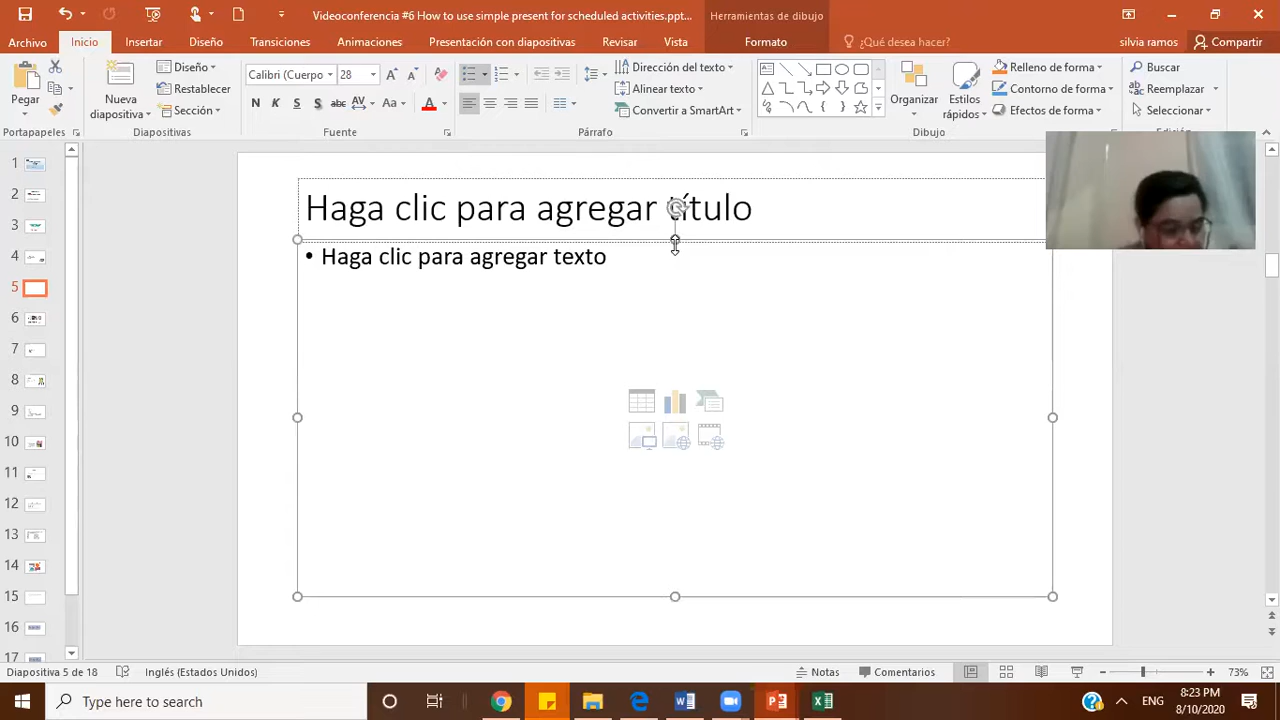 Videoconferencia #6 How to use simple present for scheduled activities.ppt...
Herramientas de dibujo
Archivo Inicio Insertar Diseño Transiciones Animaciones Presentación con diapositivas Revisar Vista Formato ¿Qué desea hacer? silvia ramos Compartir
Pegar
Nueva diapositiva
Diseño
Restablecer
Sección
Calibri (Cuerpo 28
N K S S abc AV Aa A
Dirección del texto
Alinear texto
Convertir a SmartArt
Organizar
Estilos rápidos
Relleno de forma
Contorno de forma
Efectos de forma
Buscar
Reemplazar
Seleccionar
Portapapeles Diapositivas Fuente Párrafo Dibujo Edición
1
2
3
4
5
6
7
8
9
10
11
12
13
14
15
16
17
Haga clic para agregar título
• Haga clic para agregar texto
Diapositiva 5 de 18 Inglés (Estados Unidos) Notas Comentarios 73%
Type here to search
ENG
8:23 PM
8/10/2020